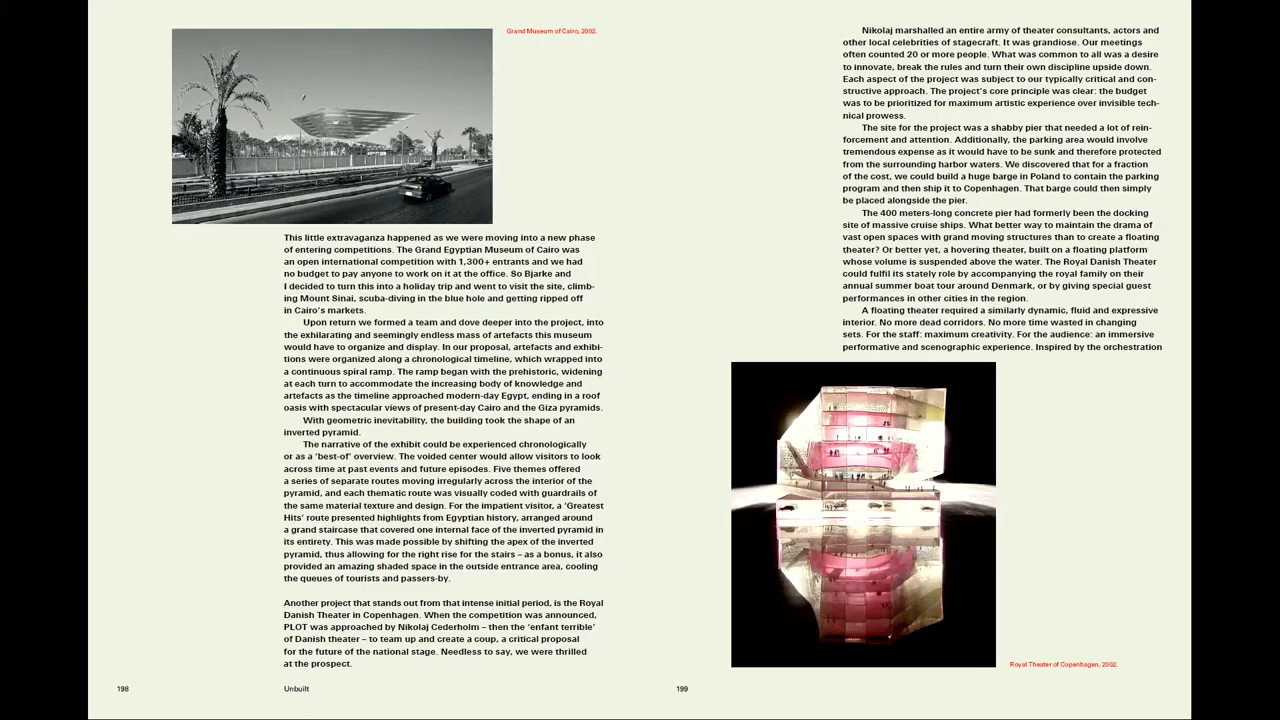 Grand Museum of Cairo, 2002.
This little extravaganza happened as we were moving into a new phase
of entering competitions. The Grand Egyptian Museum of Cairo was
an open international competition with 1,300+ entrants and we had
no budget to pay anyone to work on it at the office. So Bjarke and
I decided to turn this into a holiday trip and went to visit the site, climb-
ing Mount Sinai, scuba-diving in the blue hole and getting ripped off
in Cairo's markets.
Upon return we formed a team and dove deeper into the project, into
the exhilarating and seemingly endless mass of artefacts this museum
would have to organize and display. In our proposal, artefacts and exhibi-
tions were organized along a chronological timeline, which wrapped into
a continuous spiral ramp. The ramp began with the prehistoric, widening
at each turn to accommodate the increasing body of knowledge and
artefacts as the timeline approached modern-day Egypt, ending in a roof
oasis with spectacular views of present-day Cairo and the Giza pyramids.
With geometric inevitability, the building took the shape of an
inverted pyramid.
The narrative of the exhibit could be experienced chronologically
or as a 'best-of' overview. The voided center would allow visitors to look
across time at past events and future episodes. Five themes offered
a series of separate routes moving irregularly across the interior of the
pyramid, and each thematic route was visually coded with guardrails of
the same material texture and design. For the impatient visitor, a 'Greatest
Hits' route presented highlights from Egyptian history, arranged around
a grand staircase that covered one internal face of the inverted pyramid in
its entirety. This was made possible by shifting the apex of the inverted
pyramid, thus allowing for the right rise for the stairs – as a bonus, it also
provided an amazing shaded space in the outside entrance area, cooling
the queues of tourists and passers-by.
Another project that stands out from that intense initial period, is the Royal
Danish Theater in Copenhagen. When the competition was announced,
PLOT was approached by Nikolaj Cederholm – then the 'enfant terrible'
of Danish theater – to team up and create a coup, a critical proposal
for the future of the national stage. Needless to say, we were thrilled
at the prospect.
198
Unbuilt
Nikolaj marshalled an entire army of theater consultants, actors and
other local celebrities of stagecraft. It was grandiose. Our meetings
often counted 20 or more people. What was common to all was a desire
to innovate, break the rules and turn their own discipline upside down.
Each aspect of the project was subject to our typically critical and con-
structive approach. The project's core principle was clear: the budget
was to be prioritized for maximum artistic experience over invisible tech-
nical prowess.
The site for the project was a shabby pier that needed a lot of rein-
forcement and attention. Additionally, the parking area would involve
tremendous expense as it would have to be sunk and therefore protected
from the surrounding harbor waters. We discovered that for a fraction
of the cost, we could build a huge barge in Poland to contain the parking
program and then ship it to Copenhagen. That barge could then simply
be placed alongside the pier.
The 400 meters-long concrete pier had formerly been the docking
site of massive cruise ships. What better way to maintain the drama of
vast open spaces with grand moving structures than to create a floating
theater? Or better yet, a hovering theater, built on a floating platform
whose volume is suspended above the water. The Royal Danish Theater
could fulfil its stately role by accompanying the royal family on their
annual summer boat tour around Denmark, or by giving special guest
performances in other cities in the region.
A floating theater required a similarly dynamic, fluid and expressive
interior. No more dead corridors. No more time wasted in changing
sets. For the staff: maximum creativity. For the audience: an immersive
performative and scenographic experience. Inspired by the orchestration
Royal Theater of Copenhagen, 2002.
199